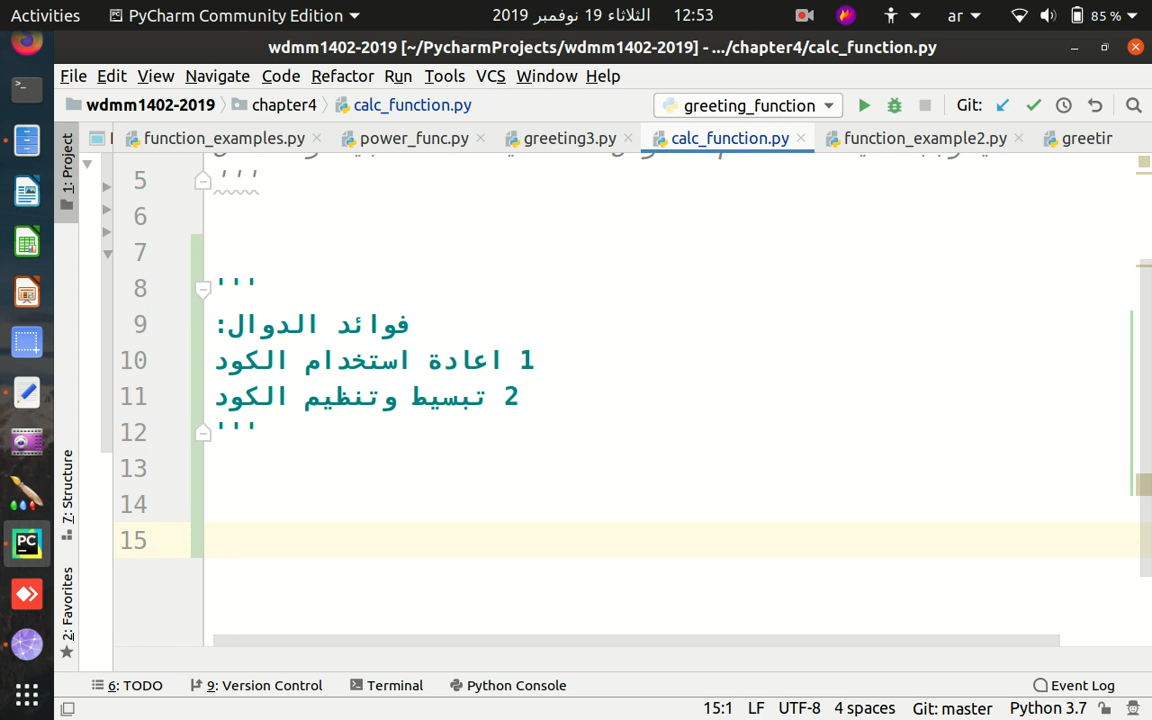 Activities PyCharm Community Edition الثلاثاء 19 نوفمبر 2019 12:53 ar 85 %
wdmm1402-2019 [~/PycharmProjects/wdmm1402-2019] - .../chapter4/calc_function.py
File Edit View Navigate Code Refactor Run Tools VCS Window Help
wdmm1402-2019 chapter4 calc_function.py greeting_function Git:
1: Project
function_examples.py power_func.py greeting3.py calc_function.py function_example2.py greetir
5 '''
6
7
8 '''
9 فوائد الدوال:
10 1 اعادة استخدام الكود
11 2 تبسيط وتنظيم الكود
12 '''
13
14
15
7: Structure
2: Favorites
6: TODO 9: Version Control Terminal Python Console Event Log
15:1 LF UTF-8 4 spaces Git: master Python 3.7